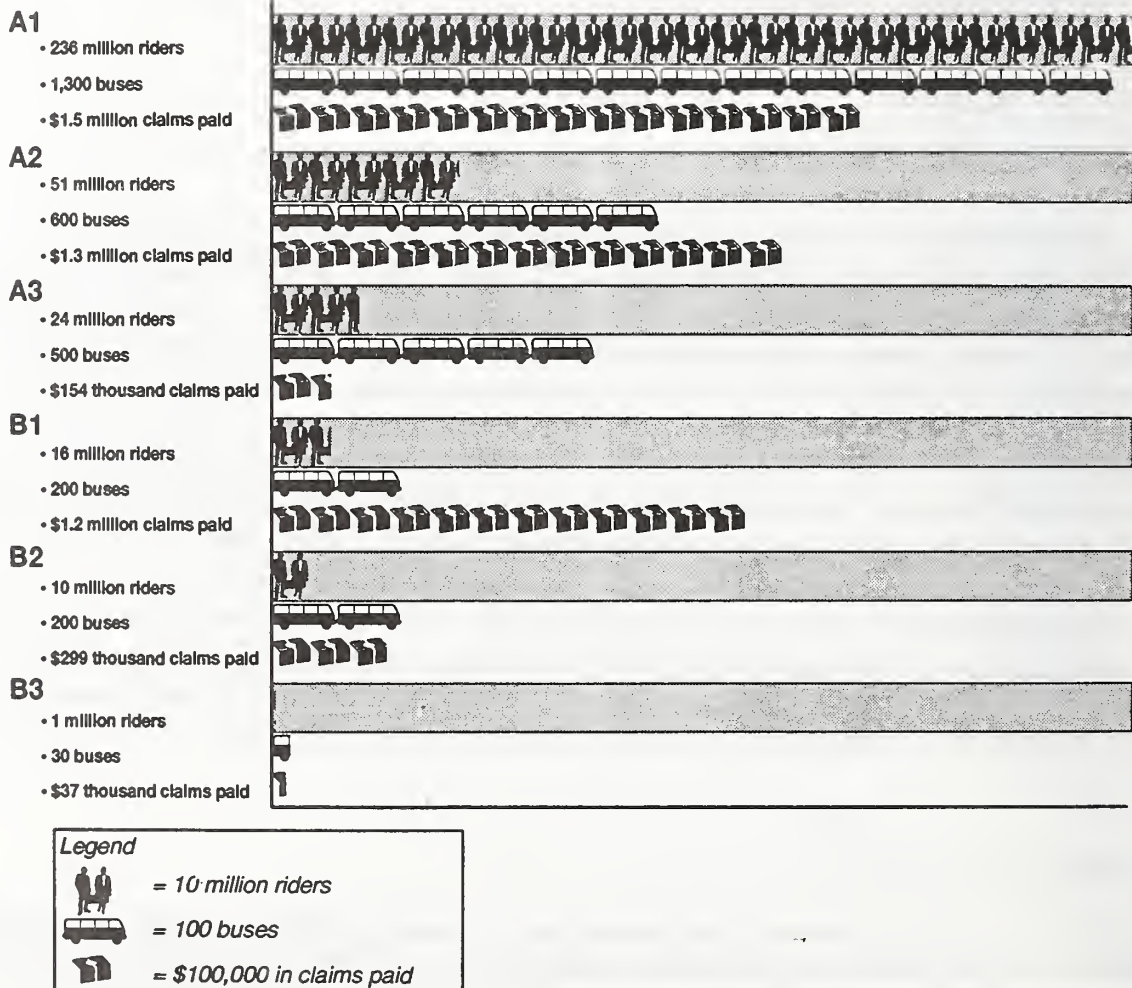 A1
• 236 million riders
• 1,300 buses
• $1.5 million claims paid
A2
• 51 million riders
• 600 buses
• $1.3 million claims paid
A3
• 24 million riders
• 500 buses
• $154 thousand claims paid
B1
• 16 million riders
• 200 buses
• $1.2 million claims paid
B2
• 10 million riders
• 200 buses
• $299 thousand claims paid
B3
• 1 million riders
• 30 buses
• $37 thousand claims paid
Legend
= 10 million riders
= 100 buses
= $100,000 in claims paid